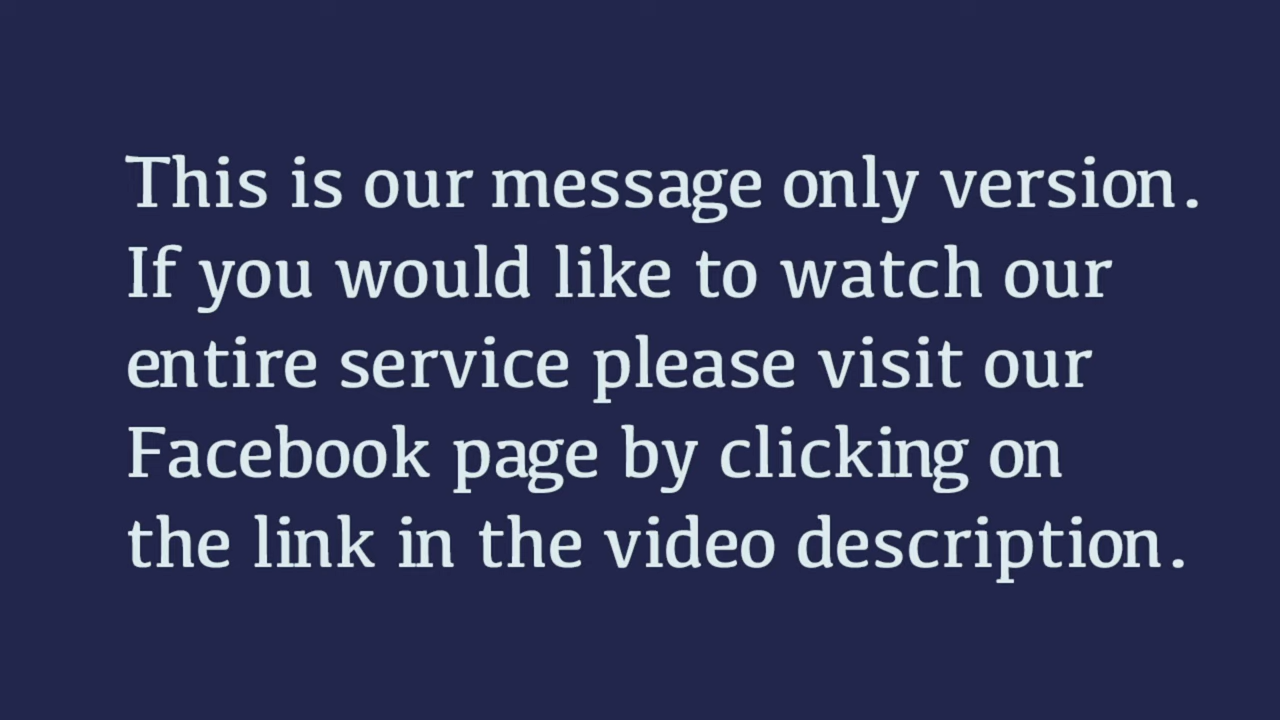 This is our message only version.
If you would like to watch our
entire service please visit our
Facebook page by clicking on
the link in the video description.